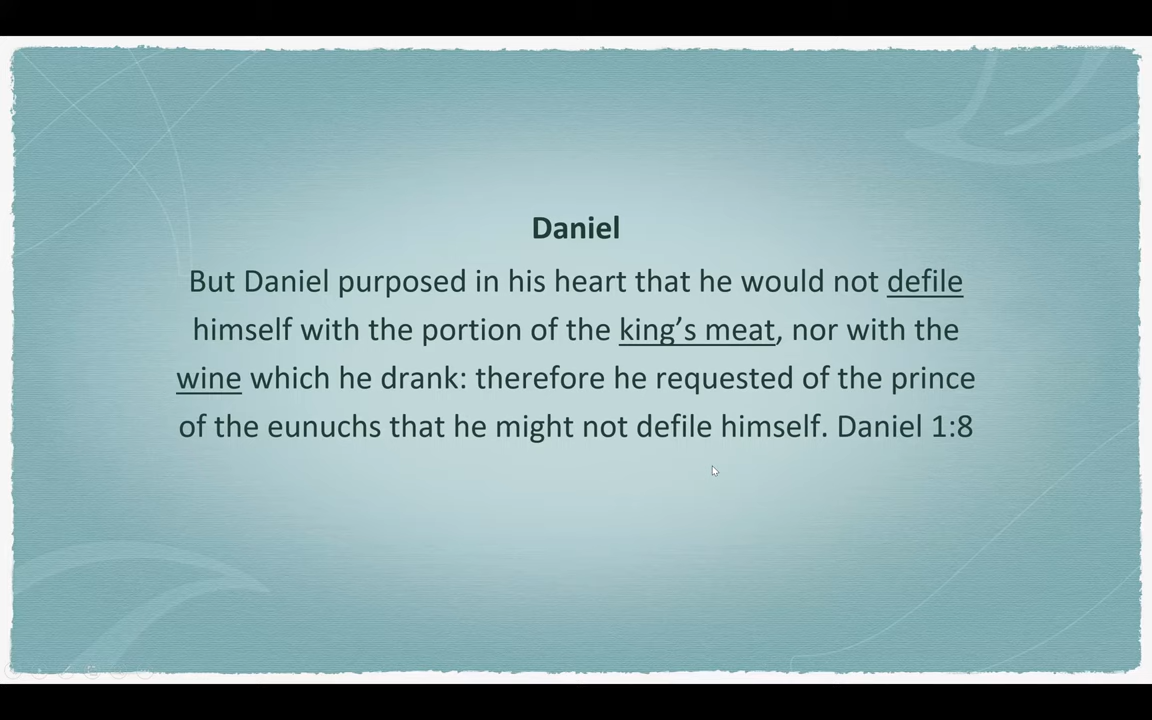 Daniel
But Daniel purposed in his heart that he would not defile
himself with the portion of the king’s meat, nor with the
wine which he drank: therefore he requested of the prince
of the eunuchs that he might not defile himself. Daniel 1:8